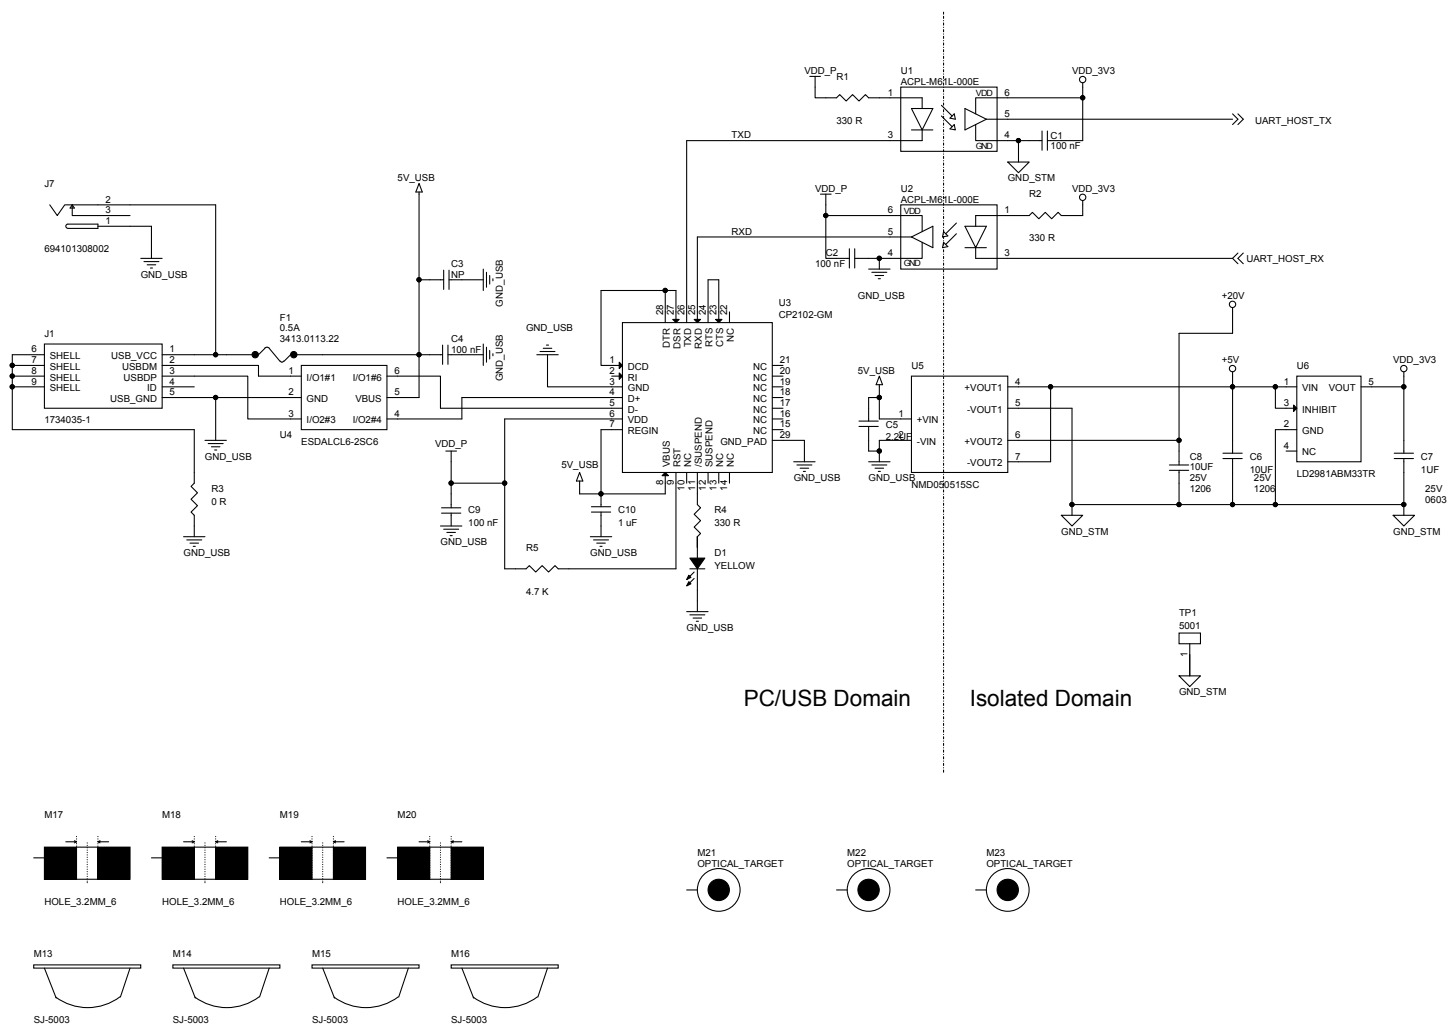 U1
ACPL-M61L-000E
VDD_P
R1
330 R
1
3
VDD
6
5
4
GND
VDD_3V3
C1
100 nF
GND_STM
UART_HOST_TX
TXD
VDD_P
U2
ACPL-M61L-000E
6
5
4
VDD
GND
1
3
R2
330 R
VDD_3V3
UART_HOST_RX
RXD
C2
100 nF
GND_USB
J7
2
3
1
694101308002
GND_USB
5V_USB
C3
NP
GND_USB
C4
100 nF
GND_USB
F1
0.5A
3413.0113.22
J1
6 SHELL
7 SHELL
8 SHELL
9 SHELL
USB_VCC 1
USBDM 2
USBDP 3
ID 4
USB_GND 5
1734035-1
1 I/O1#1
2 GND
3 I/O2#3
I/O1#6 6
VBUS 5
I/O2#4 4
U4
ESDALCL6-2SC6
GND_USB
R3
0 R
GND_USB
GND_USB
U3
CP2102-GM
28 27 26 25 24 23 22
DTR DSR TXD RXD RTS CTS NC
1 DCD
2 RI
3 GND
4 D+
5 D-
6 VDD
7 REGIN
NC 21
NC 20
NC 19
NC 18
NC 17
NC 16
NC 15
GND_PAD 29
VBUS RST NC /SUSPEND SUSPEND NC NC
8 9 10 11 12 13 14
GND_USB
VDD_P
C9
100 nF
GND_USB
5V_USB
C10
1 uF
GND_USB
R5
4.7 K
R4
330 R
D1
YELLOW
GND_USB
5V_USB
C5
2.2UF
GND_USB
U5
1 +VIN
2 -VIN
+VOUT1 4
-VOUT1 5
+VOUT2 6
-VOUT2 7
NMD050515SC
+20V
+5V
C8
10UF
25V
1206
C6
10UF
25V
1206
U6
1 VIN
3 INHIBIT
2 GND
4 NC
VOUT 5
LD2981ABM33TR
VDD_3V3
C7
1UF
25V
0603
GND_STM
GND_STM
TP1
5001
1
GND_STM
PC/USB Domain
Isolated Domain
M17
M18
M19
M20
HOLE_3.2MM_6
HOLE_3.2MM_6
HOLE_3.2MM_6
HOLE_3.2MM_6
M21
OPTICAL_TARGET
M22
OPTICAL_TARGET
M23
OPTICAL_TARGET
M13
M14
M15
M16
SJ-5003
SJ-5003
SJ-5003
SJ-5003